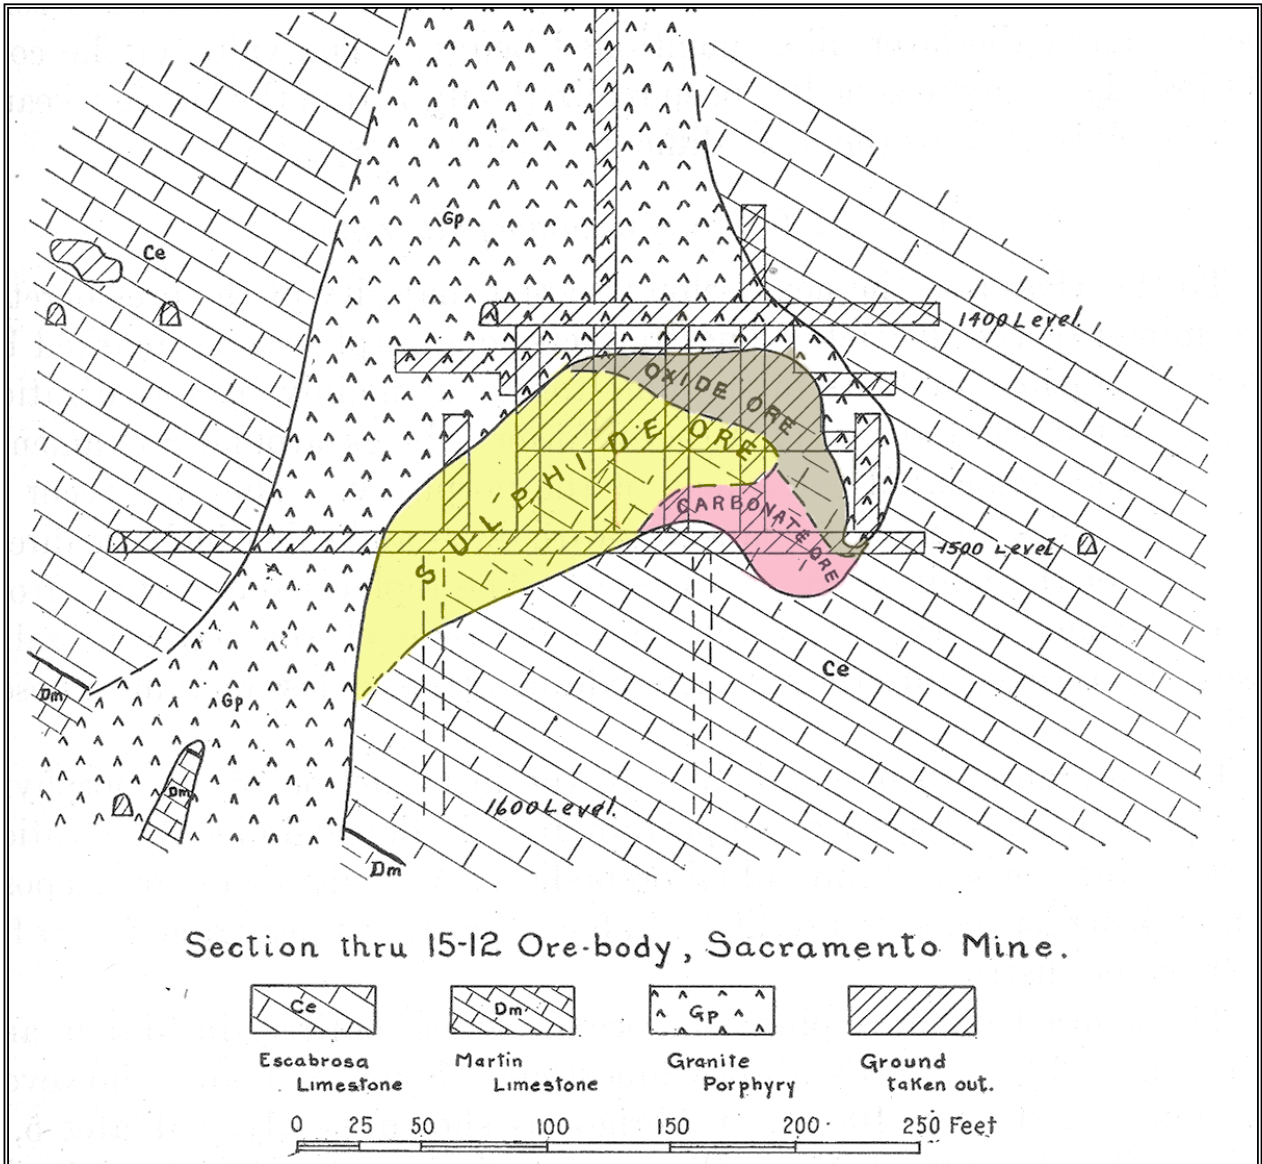 Gp
Ce
1400 Level.
OXIDE ORE
SULPHIDE ORE
CARBONATE ORE
1500 Level
Ce
Dm
Gp
Dm
1600 Level.
Dm
Section thru 15-12 Ore-body, Sacramento Mine.
Ce
Dm
Gp
Escabrosa
Limestone
Martin
Limestone
Granite
Porphyry
Ground
taken out.
0 25 50 100 150 200 250 Feet